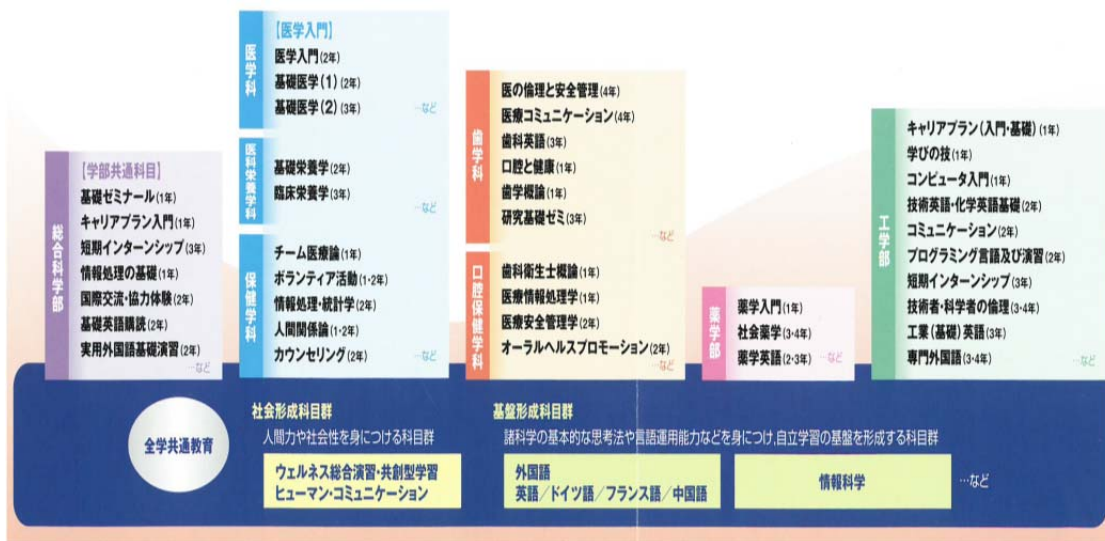 総合科学部
【学部共通科目】
基礎ゼミナール(1年)
キャリアプラン入門(1年)
短期インターンシップ(3年)
情報処理の基礎(1年)
国際交流・協力体験(2年)
基礎英語購読(2年)
実用外国語基礎演習(2年)
…など
医学科
【医学入門】
医学入門(2年)
基礎医学(1)(2年)
基礎医学(2)(3年)
…など
医科栄養学科
基礎栄養学(2年)
臨床栄養学(3年)
…など
保健学科
チーム医療論(1年)
ボランティア活動(1・2年)
情報処理・統計学(2年)
人間関係論(1・2年)
カウンセリング(2年)
…など
歯学科
医の倫理と安全管理(4年)
医療コミュニケーション(4年)
歯科英語(3年)
口腔と健康(1年)
歯学概論(1年)
研究基礎ゼミ(3年)
…など
口腔保健学科
歯科衛生士概論(1年)
医療情報処理学(1年)
医療安全管理学(2年)
オーラルヘルスプロモーション(2年)
…など
薬学部
薬学入門(1年)
社会薬学(3・4年)
薬学英語(2・3年)
…など
工学部
キャリアプラン(入門・基礎)(1年)
学びの技(1年)
コンピュータ入門(1年)
技術英語・化学英語基礎(2年)
コミュニケーション(2年)
プログラミング言語及び演習(2年)
短期インターンシップ(3年)
技術者・科学者の倫理(3・4年)
工業(基礎)英語(3年)
専門外国語(3・4年)
…など
全学共通教育
社会形成科目群
人間力や社会性を身につける科目群
ウェルネス総合演習・共創型学習
ヒューマン・コミュニケーション
基盤形成科目群
諸科学の基本的な思考法や言語運用能力などを身につけ,自立学習の基盤を形成する科目群
外国語
英語/ドイツ語/フランス語/中国語
情報科学
…など